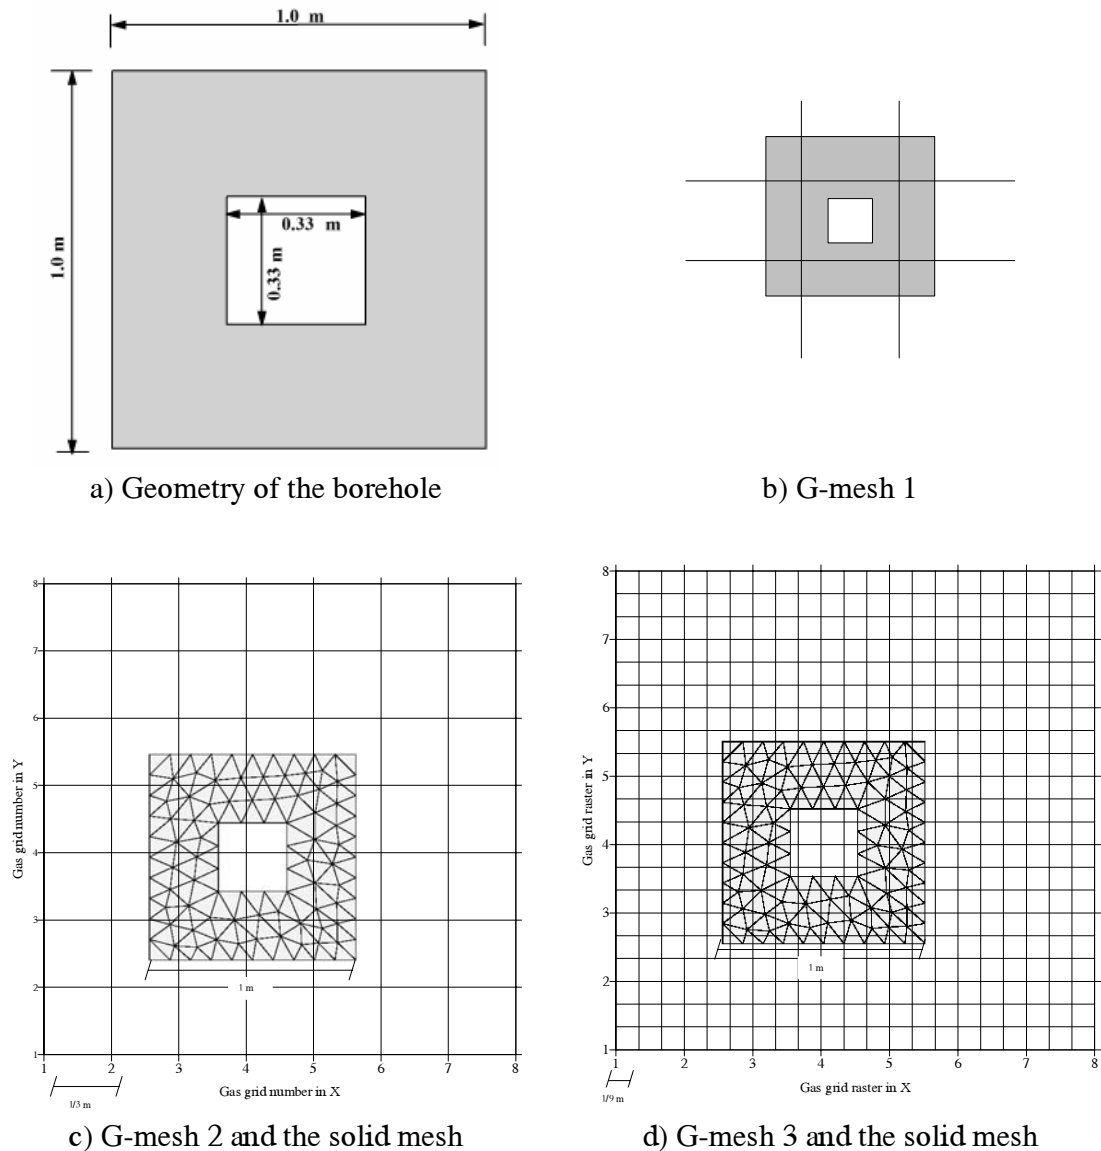 1.0 m
1.0 m
0.33 m
0.33 m
a) Geometry of the borehole
b) G-mesh 1
8
7
6
5
4
3
2
1
Gas grid number in Y
1 m
1 2 3 4 5 6 7 8
Gas grid number in X
1/3 m
c) G-mesh 2 and the solid mesh
8
7
6
5
4
3
2
1
Gas grid raster in Y
1 m
1 2 3 4 5 6 7 8
Gas grid raster in X
1/9 m
d) G-mesh 3 and the solid mesh